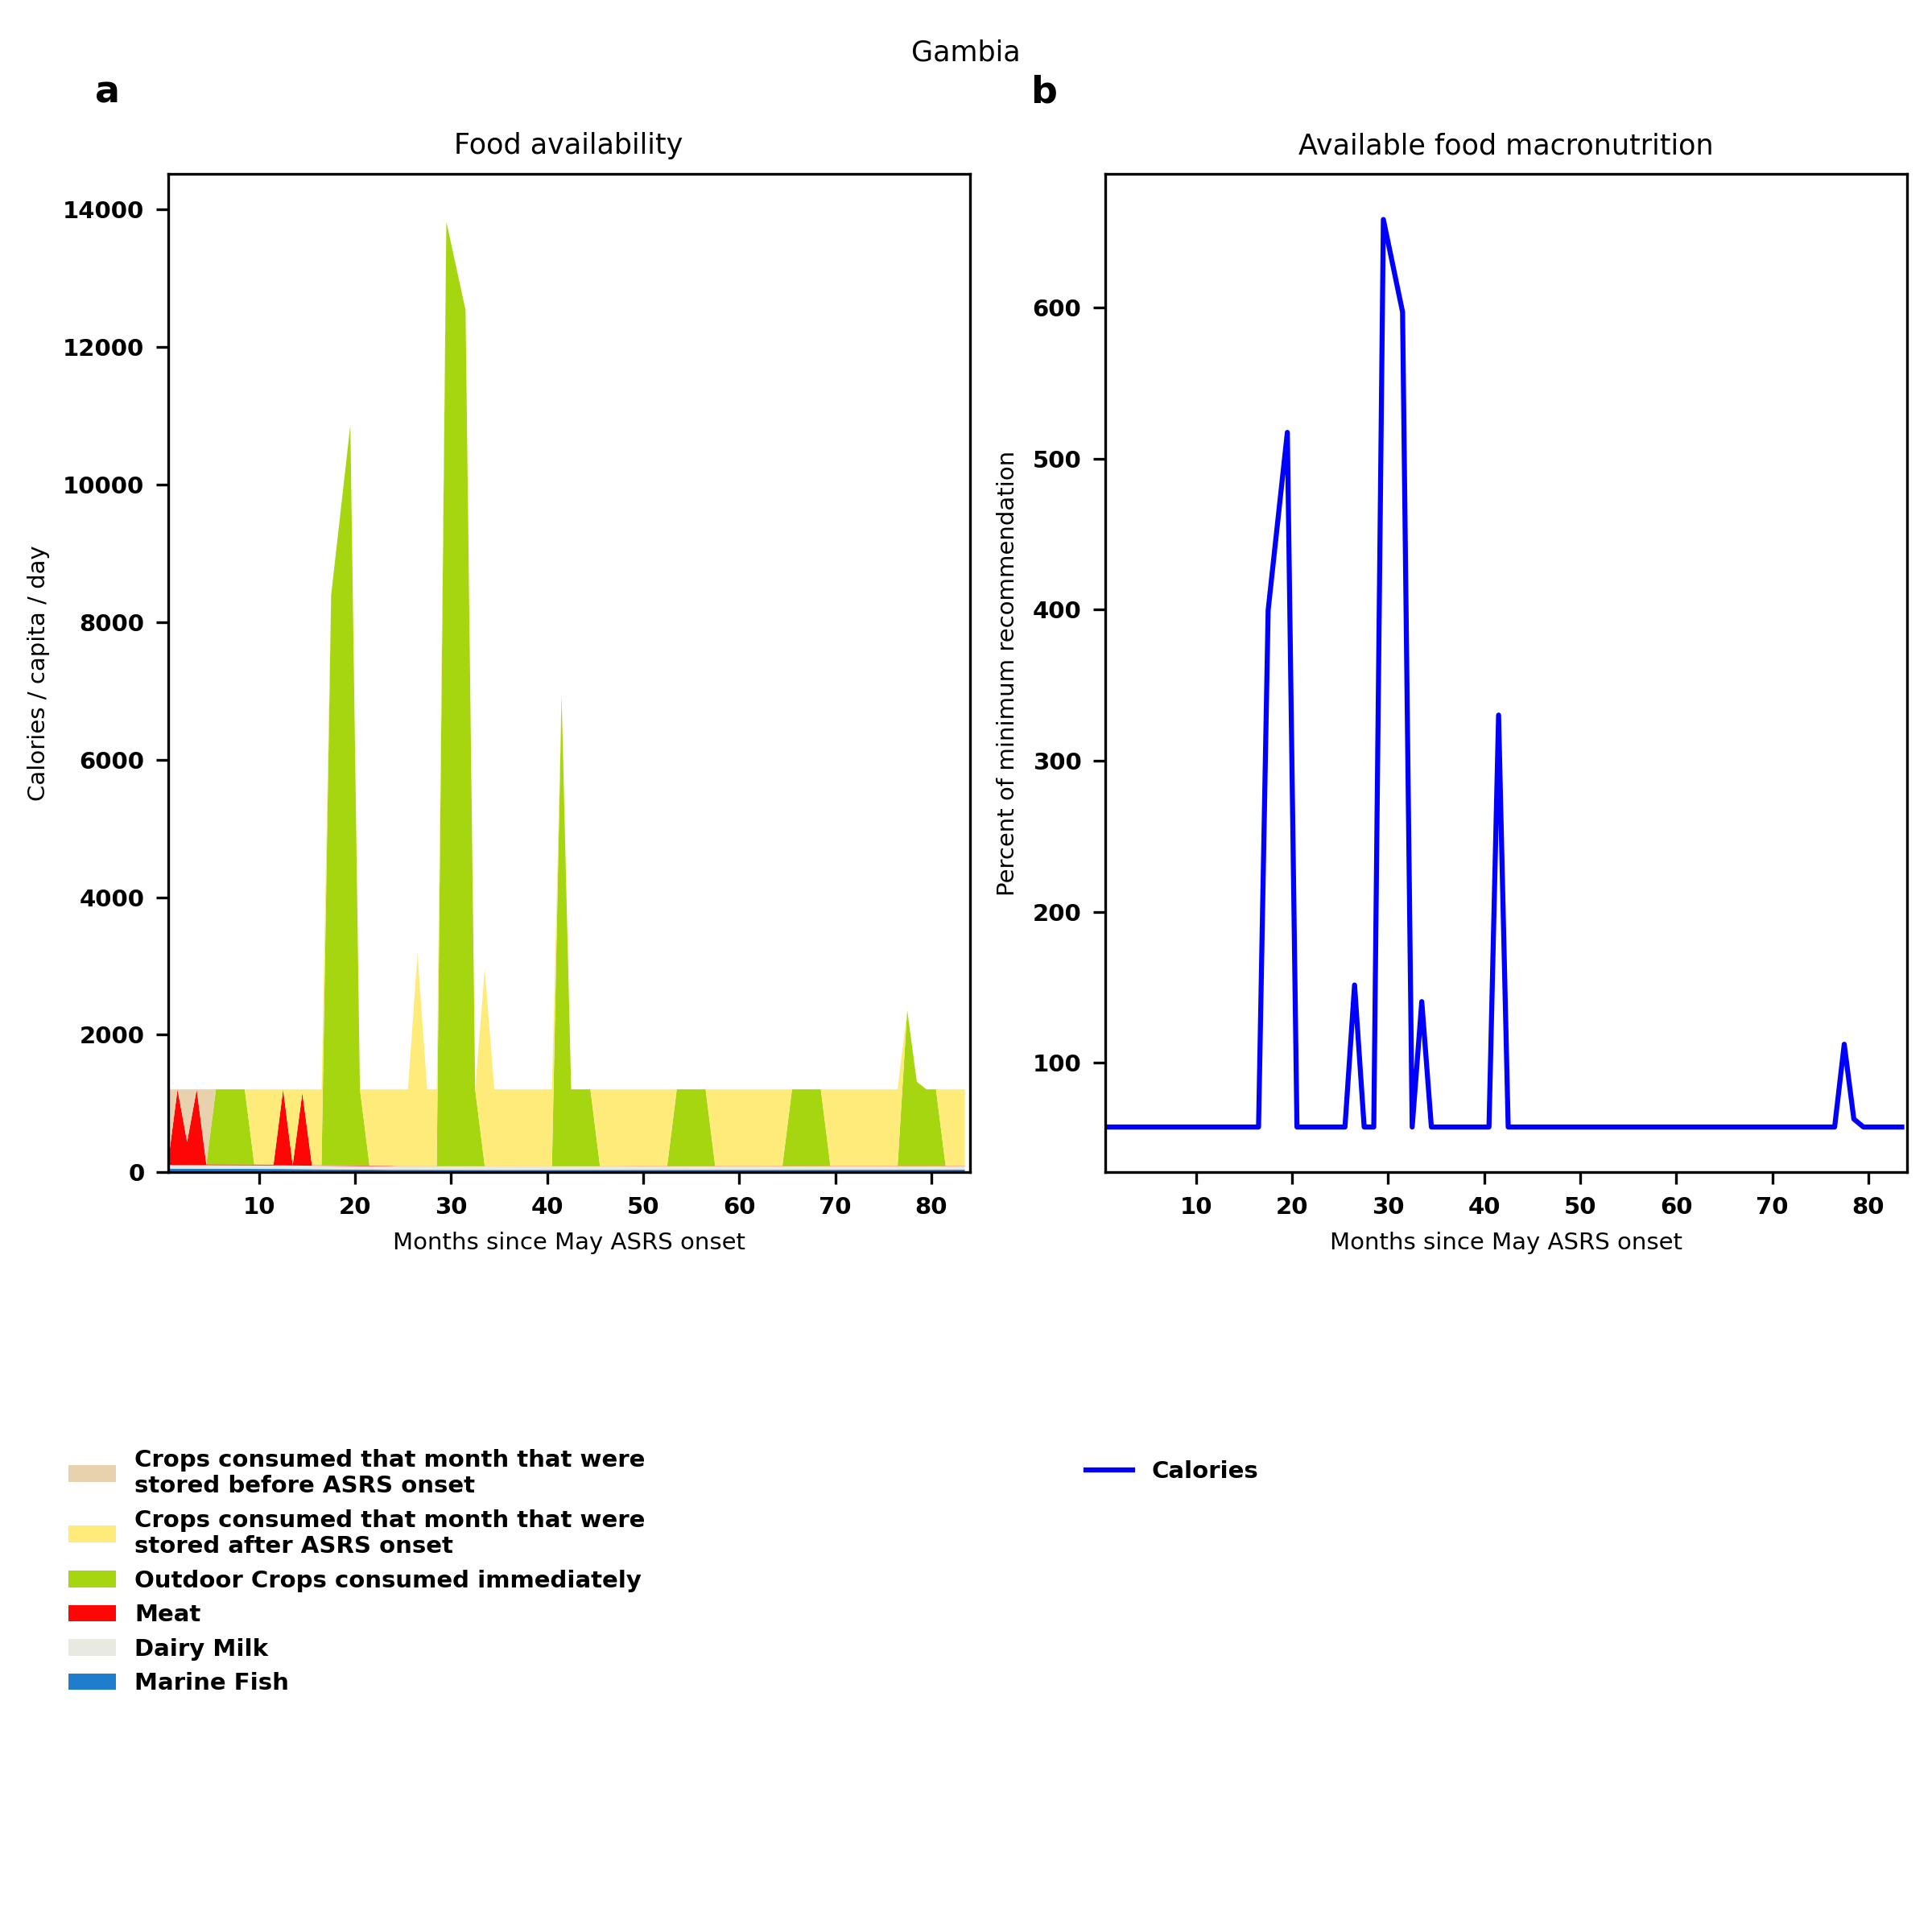 Gambia
a
Food availability
14000
12000
10000
8000
6000
4000
2000
0
Calories / capita / day
10 20 30 40 50 60 70 80
Months since May ASRS onset
b
Available food macronutrition
600
500
400
300
200
100
Percent of minimum recommendation
10 20 30 40 50 60 70 80
Months since May ASRS onset
Crops consumed that month that were
stored before ASRS onset
Crops consumed that month that were
stored after ASRS onset
Outdoor Crops consumed immediately
Meat
Dairy Milk
Marine Fish
Calories